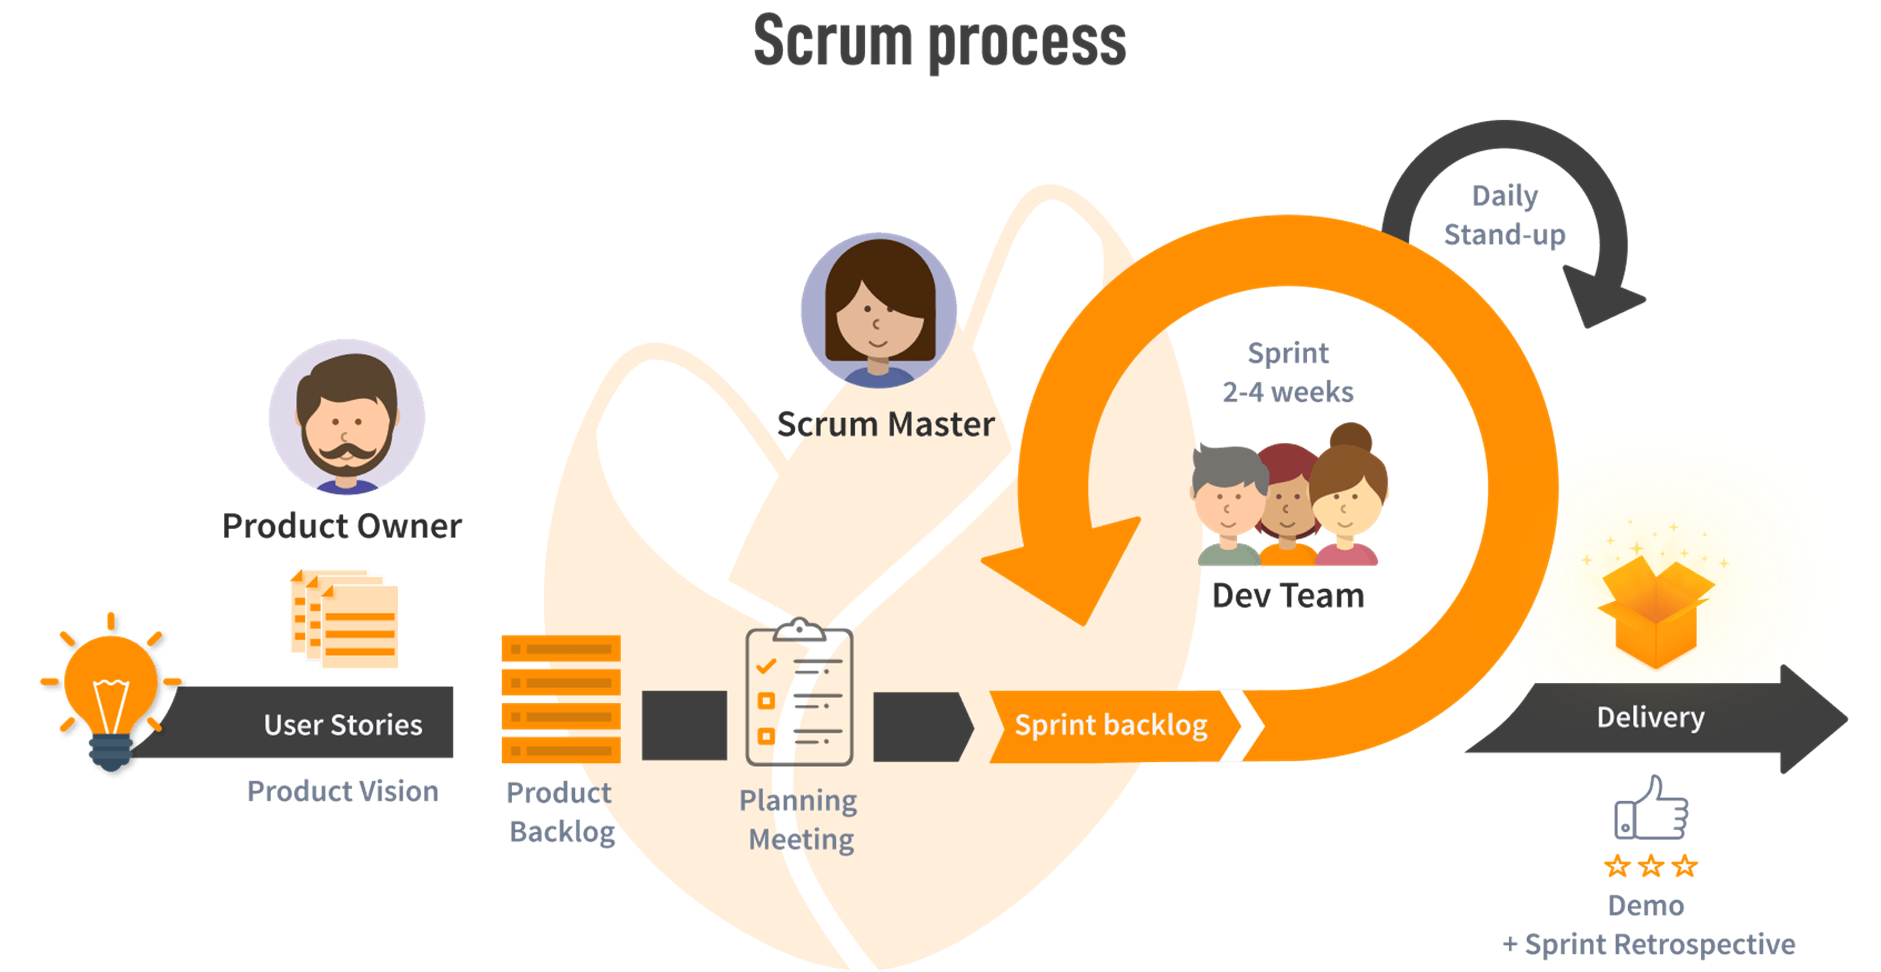 Scrum process
Daily
Stand-up
Sprint
2-4 weeks
Scrum Master
Product Owner
Dev Team
User Stories
Sprint backlog
Delivery
Product Vision
Product
Backlog
Planning
Meeting
Demo
+ Sprint Retrospective